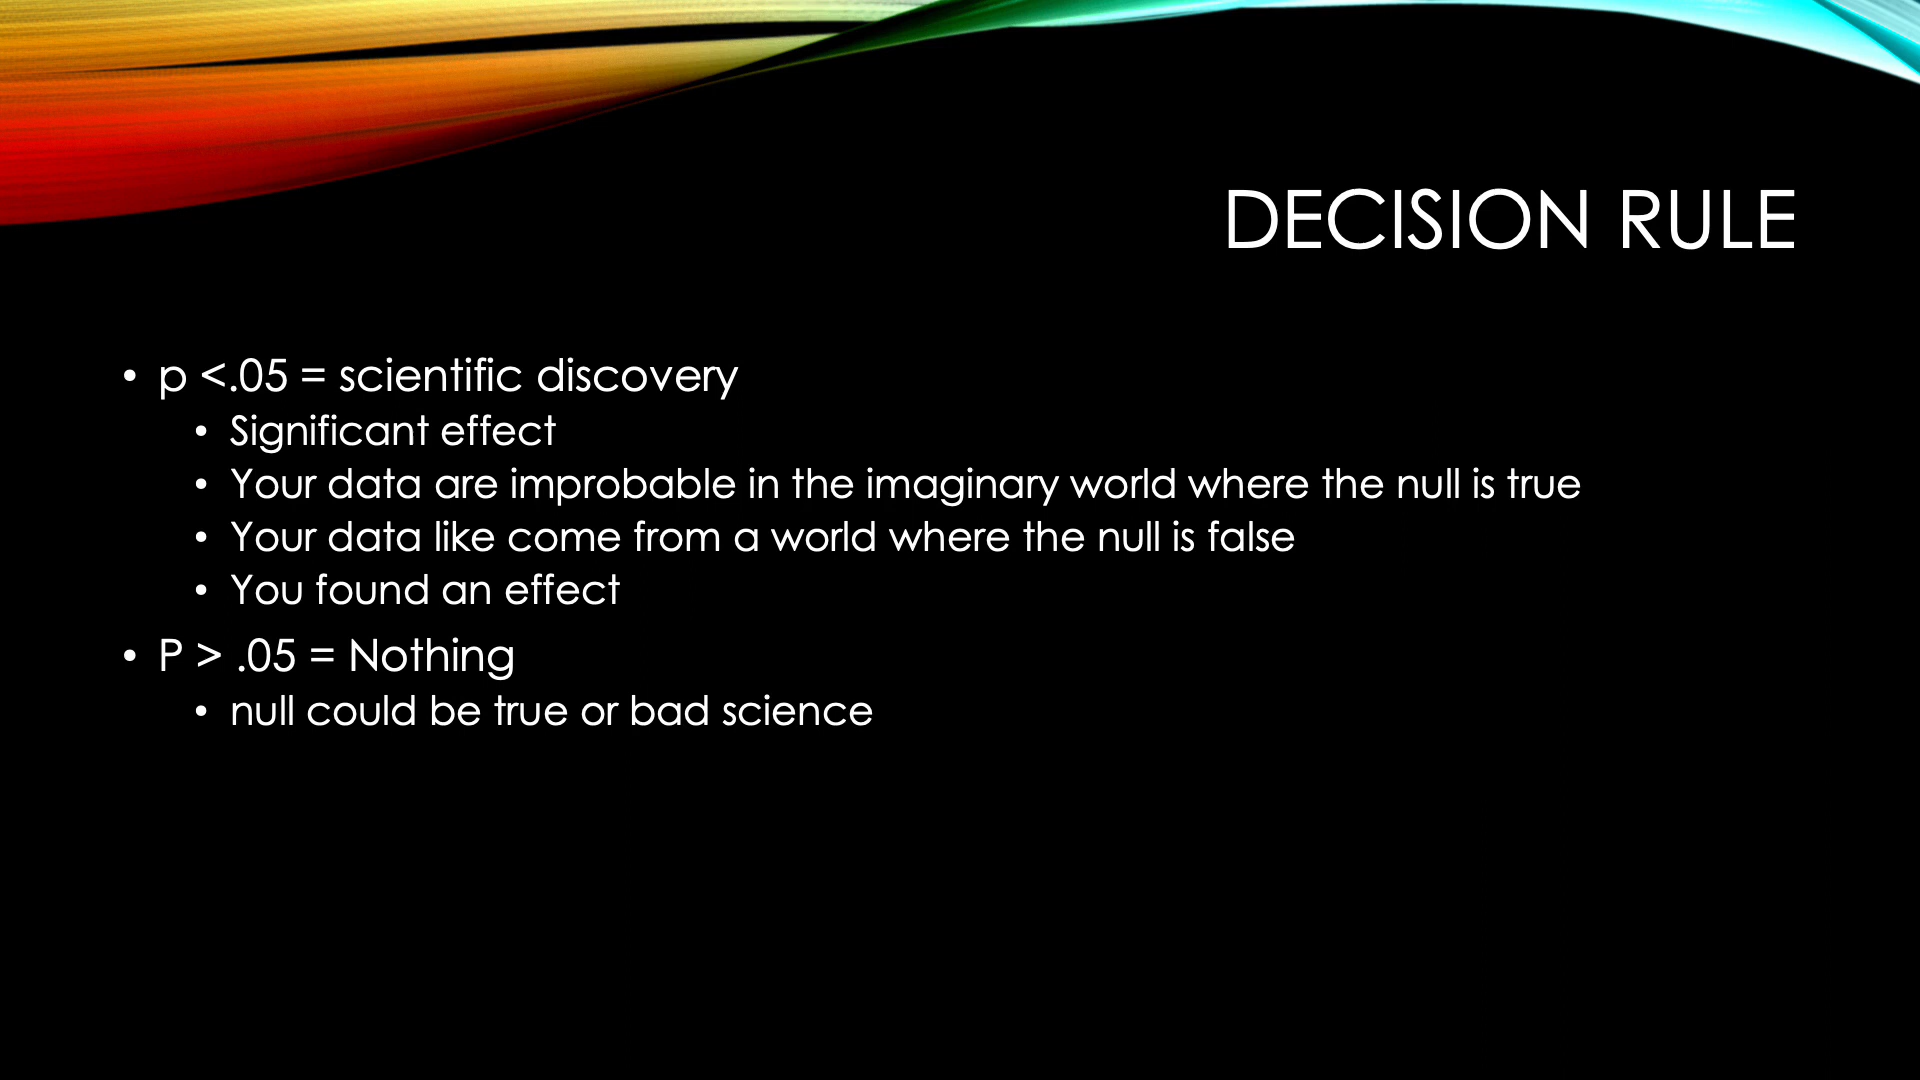 DECISION RULE
• p <.05 = scientific discovery
• Significant effect
• Your data are improbable in the imaginary world where the null is true
• Your data like come from a world where the null is false
• You found an effect
• P > .05 = Nothing
• null could be true or bad science